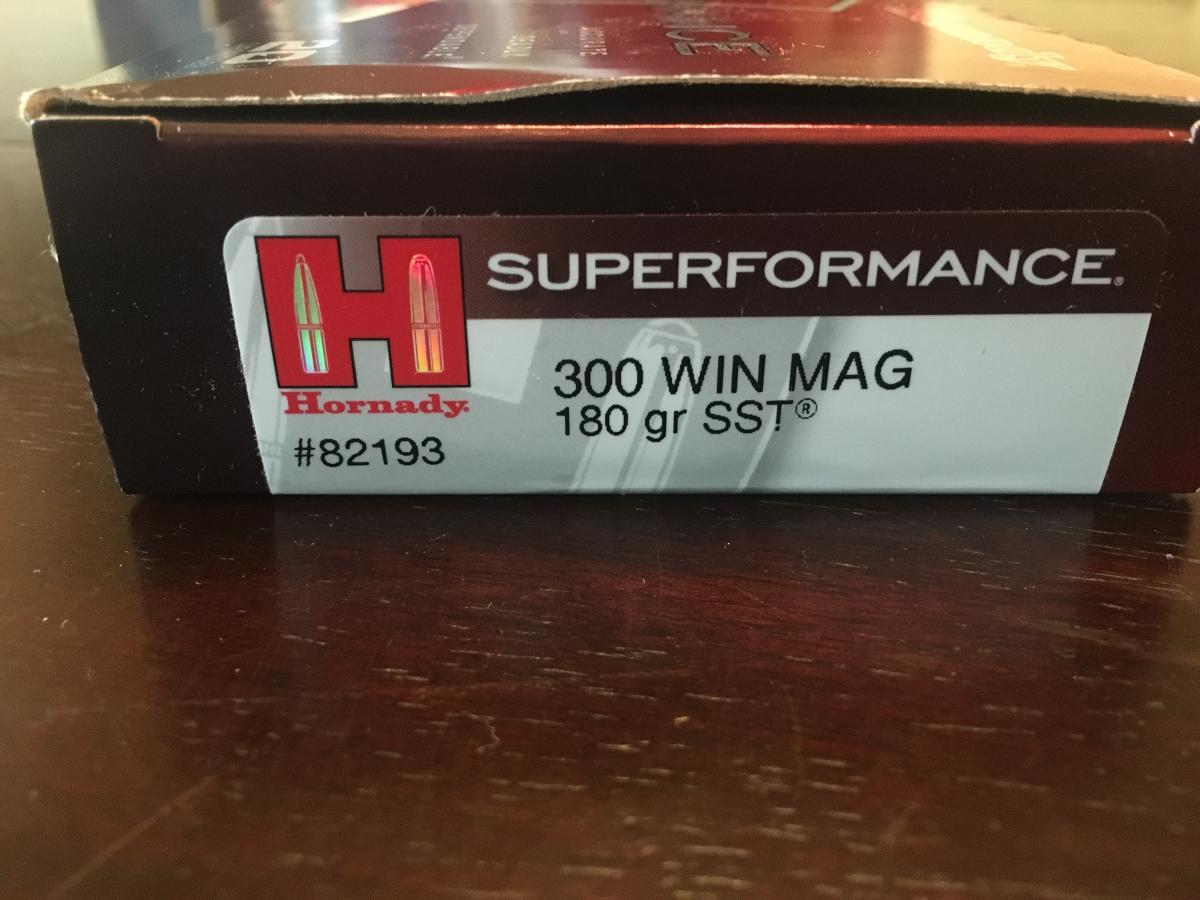 SUPERFORMANCE®
300 WIN MAG
180 gr SST®
Hornady
#82193